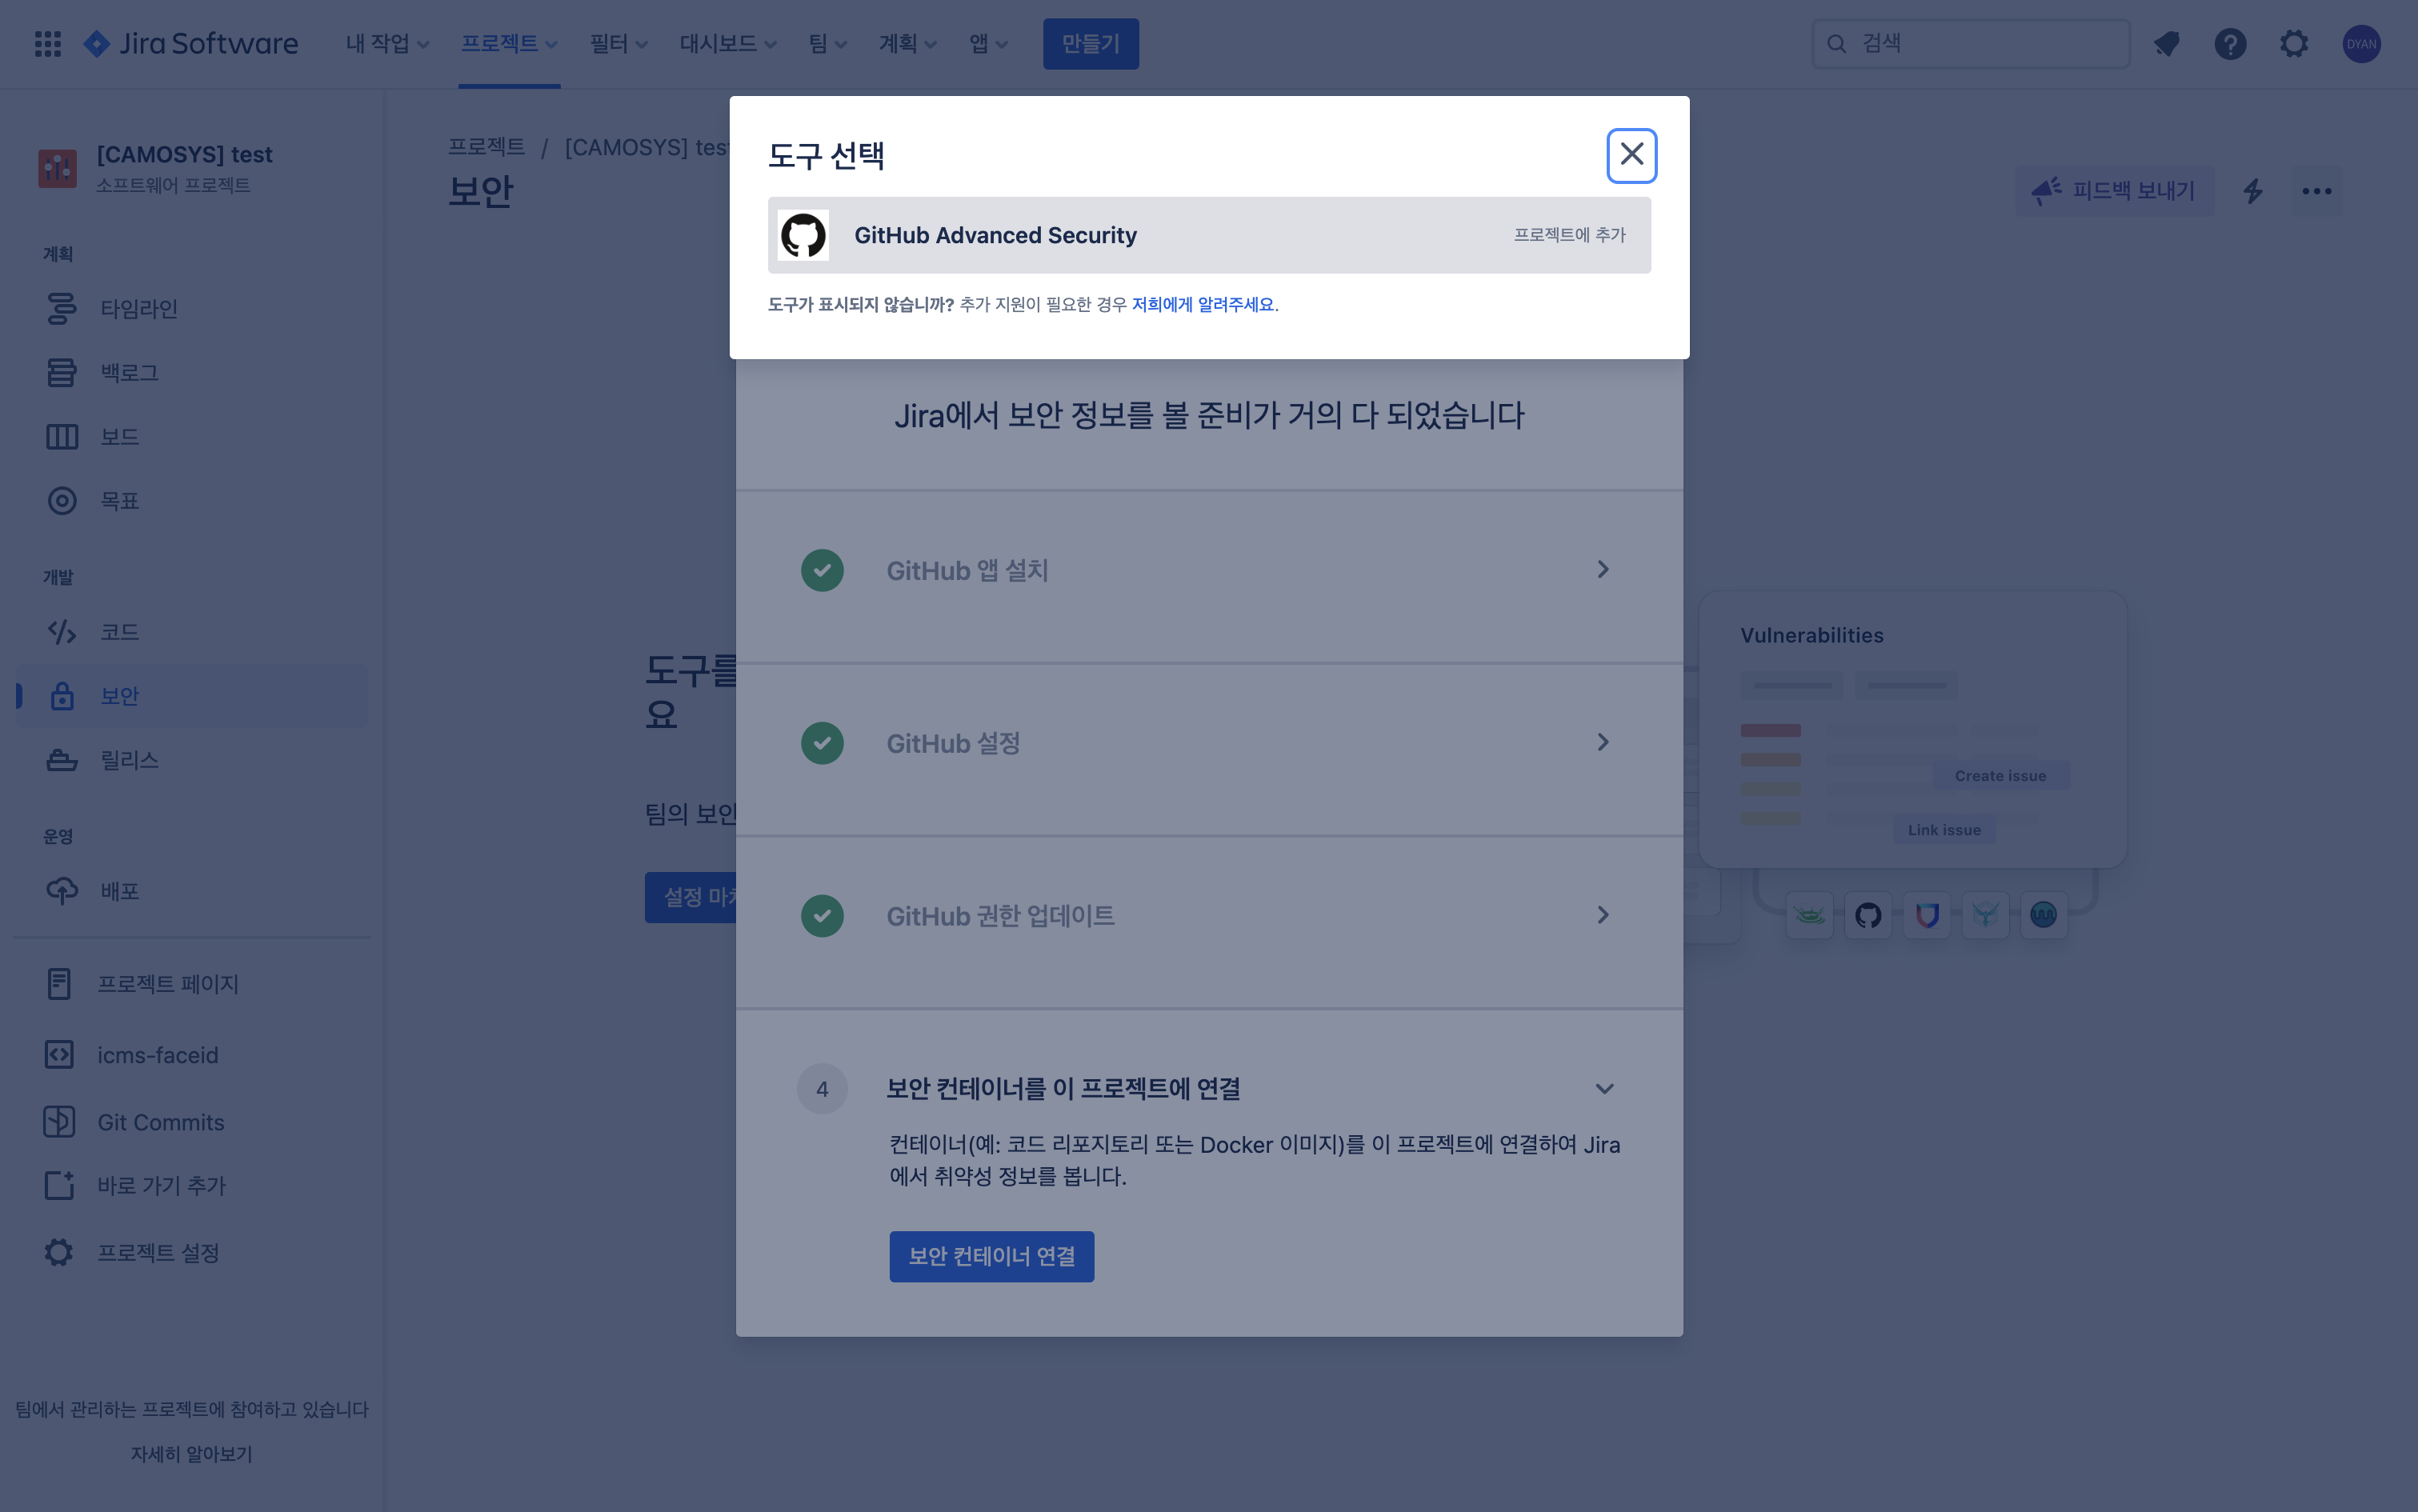 Jira Software
내 작업
프로젝트
필터
대시보드
팀
계획
앱
만들기
검색
DYAN
[CAMOSYS] test
소프트웨어 프로젝트
계획
타임라인
백로그
보드
목표
개발
코드
보안
릴리스
운영
배포
프로젝트 페이지
icms-faceid
Git Commits
바로 가기 추가
프로젝트 설정
팀에서 관리하는 프로젝트에 참여하고 있습니다
자세히 알아보기
프로젝트 / [CAMOSYS] test
보안
피드백 보내기
도구 선택
GitHub Advanced Security
프로젝트에 추가
도구가 표시되지 않습니까? 추가 지원이 필요한 경우 저희에게 알려주세요.
Jira에서 보안 정보를 볼 준비가 거의 다 되었습니다
GitHub 앱 설치
GitHub 설정
GitHub 권한 업데이트
4
보안 컨테이너를 이 프로젝트에 연결
컨테이너(예: 코드 리포지토리 또는 Docker 이미지)를 이 프로젝트에 연결하여 Jira
에서 취약성 정보를 봅니다.
보안 컨테이너 연결
도구를
요
팀의 보안
설정 마
Vulnerabilities
Create issue
Link issue